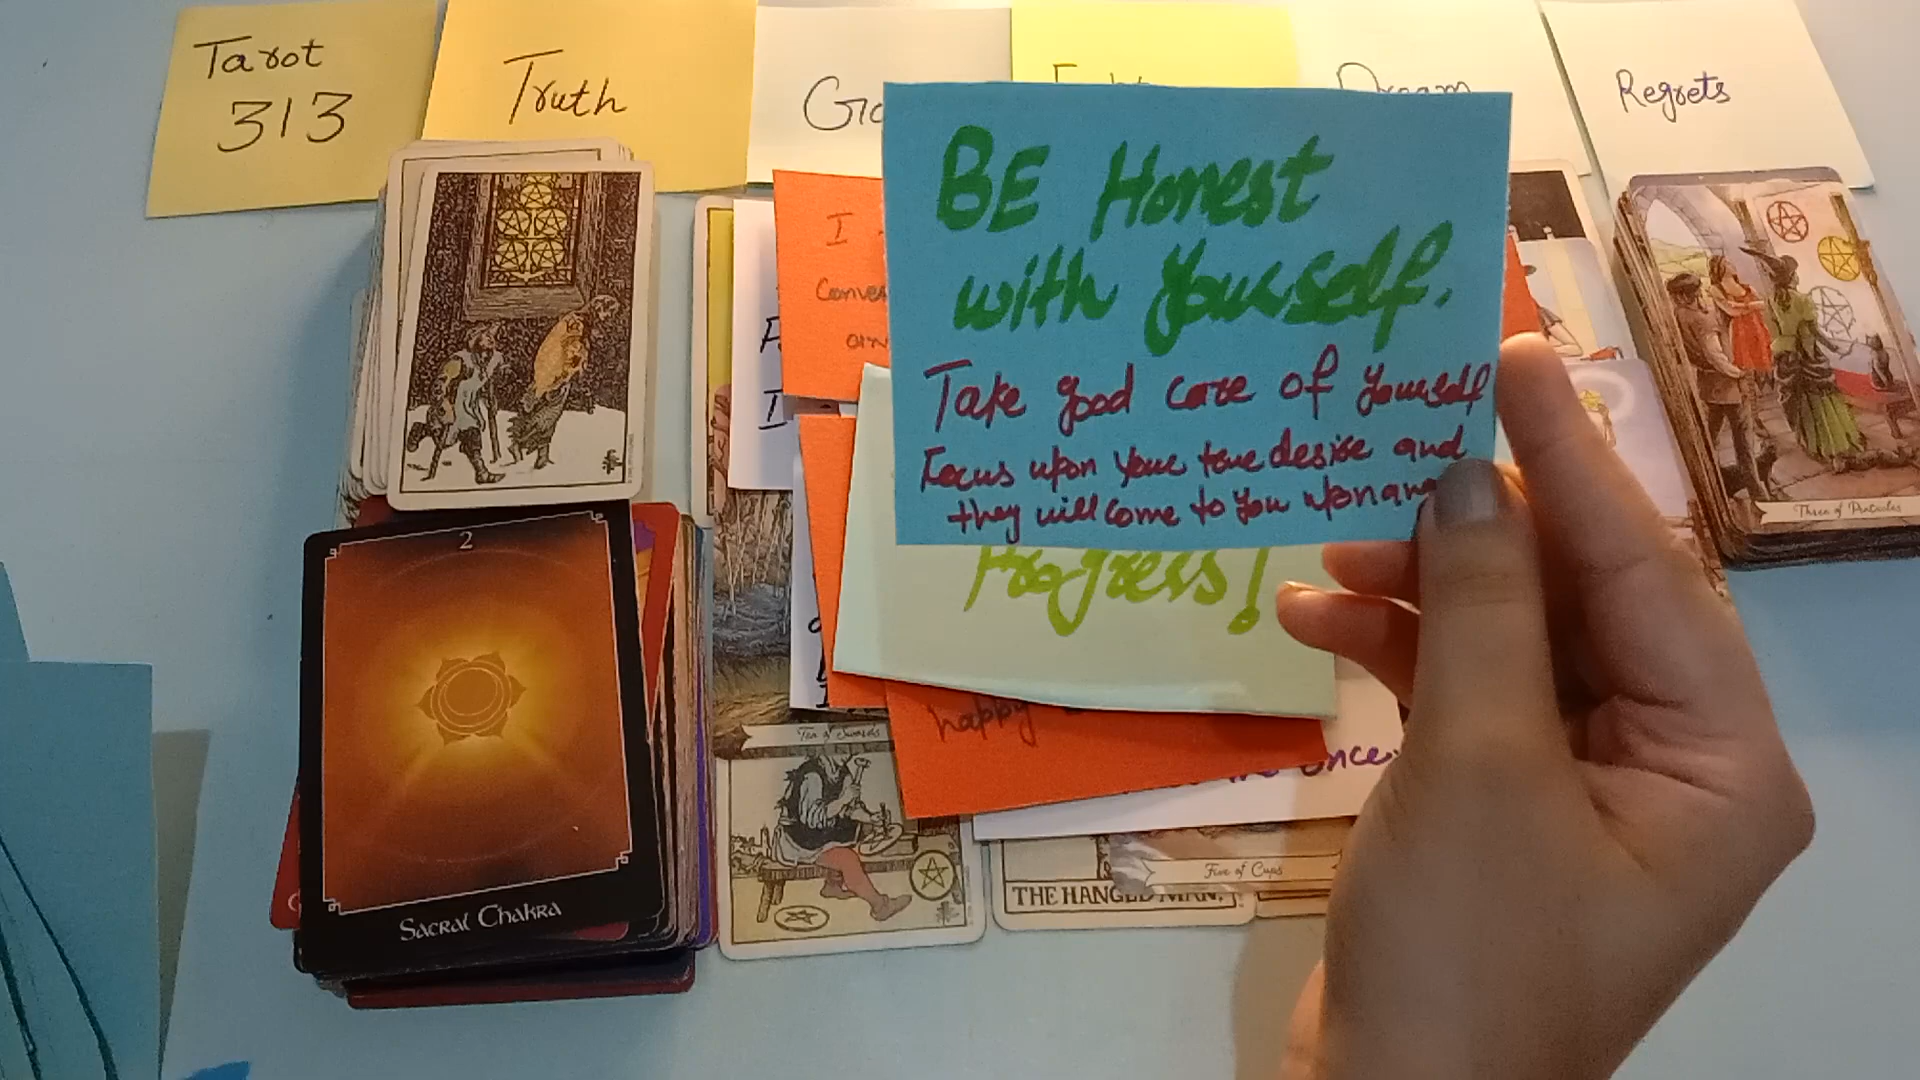 Tarot
313
Truth
Regrets
BE Honest
with Yourself.
Take good care of Yourself
Focus upon your true desire and
they will come to you upon
Progress!
I
happy
once.
2
Sacral Chakra
Ten of Swords
THE HANGED MAN.
Five of Cups
Three of Pentacles